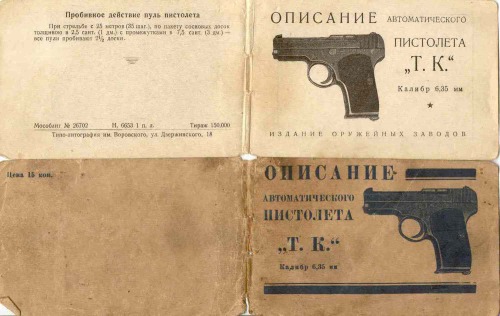 Пробивное действие пуль пистолета
При стрельбе с 25 метров (35 шаг.), по пакету сосновых досок
толщиною в 2,5 сант. (1 дм.) с промежутками в 7,5 сант. (3 дм.) —
все пули пробивают 2½ доски.
Мособлит № 26702
Н. 6653 1 п. л.
Тираж 150.000
Типо-литография им. Воровского, ул. Дзержинского, 18
ОПИСАНИЕ
АВТОМАТИЧЕСКОГО
ПИСТОЛЕТА
„Т. К.“
Калибр 6,35 мм
ИЗДАНИЕ ОРУЖЕЙНЫХ ЗАВОДОВ
Цена 15 коп.
ОПИСАНИЕ
АВТОМАТИЧЕСКОГО
ПИСТОЛЕТА
„Т. К.“
Калибр 6,35 мм